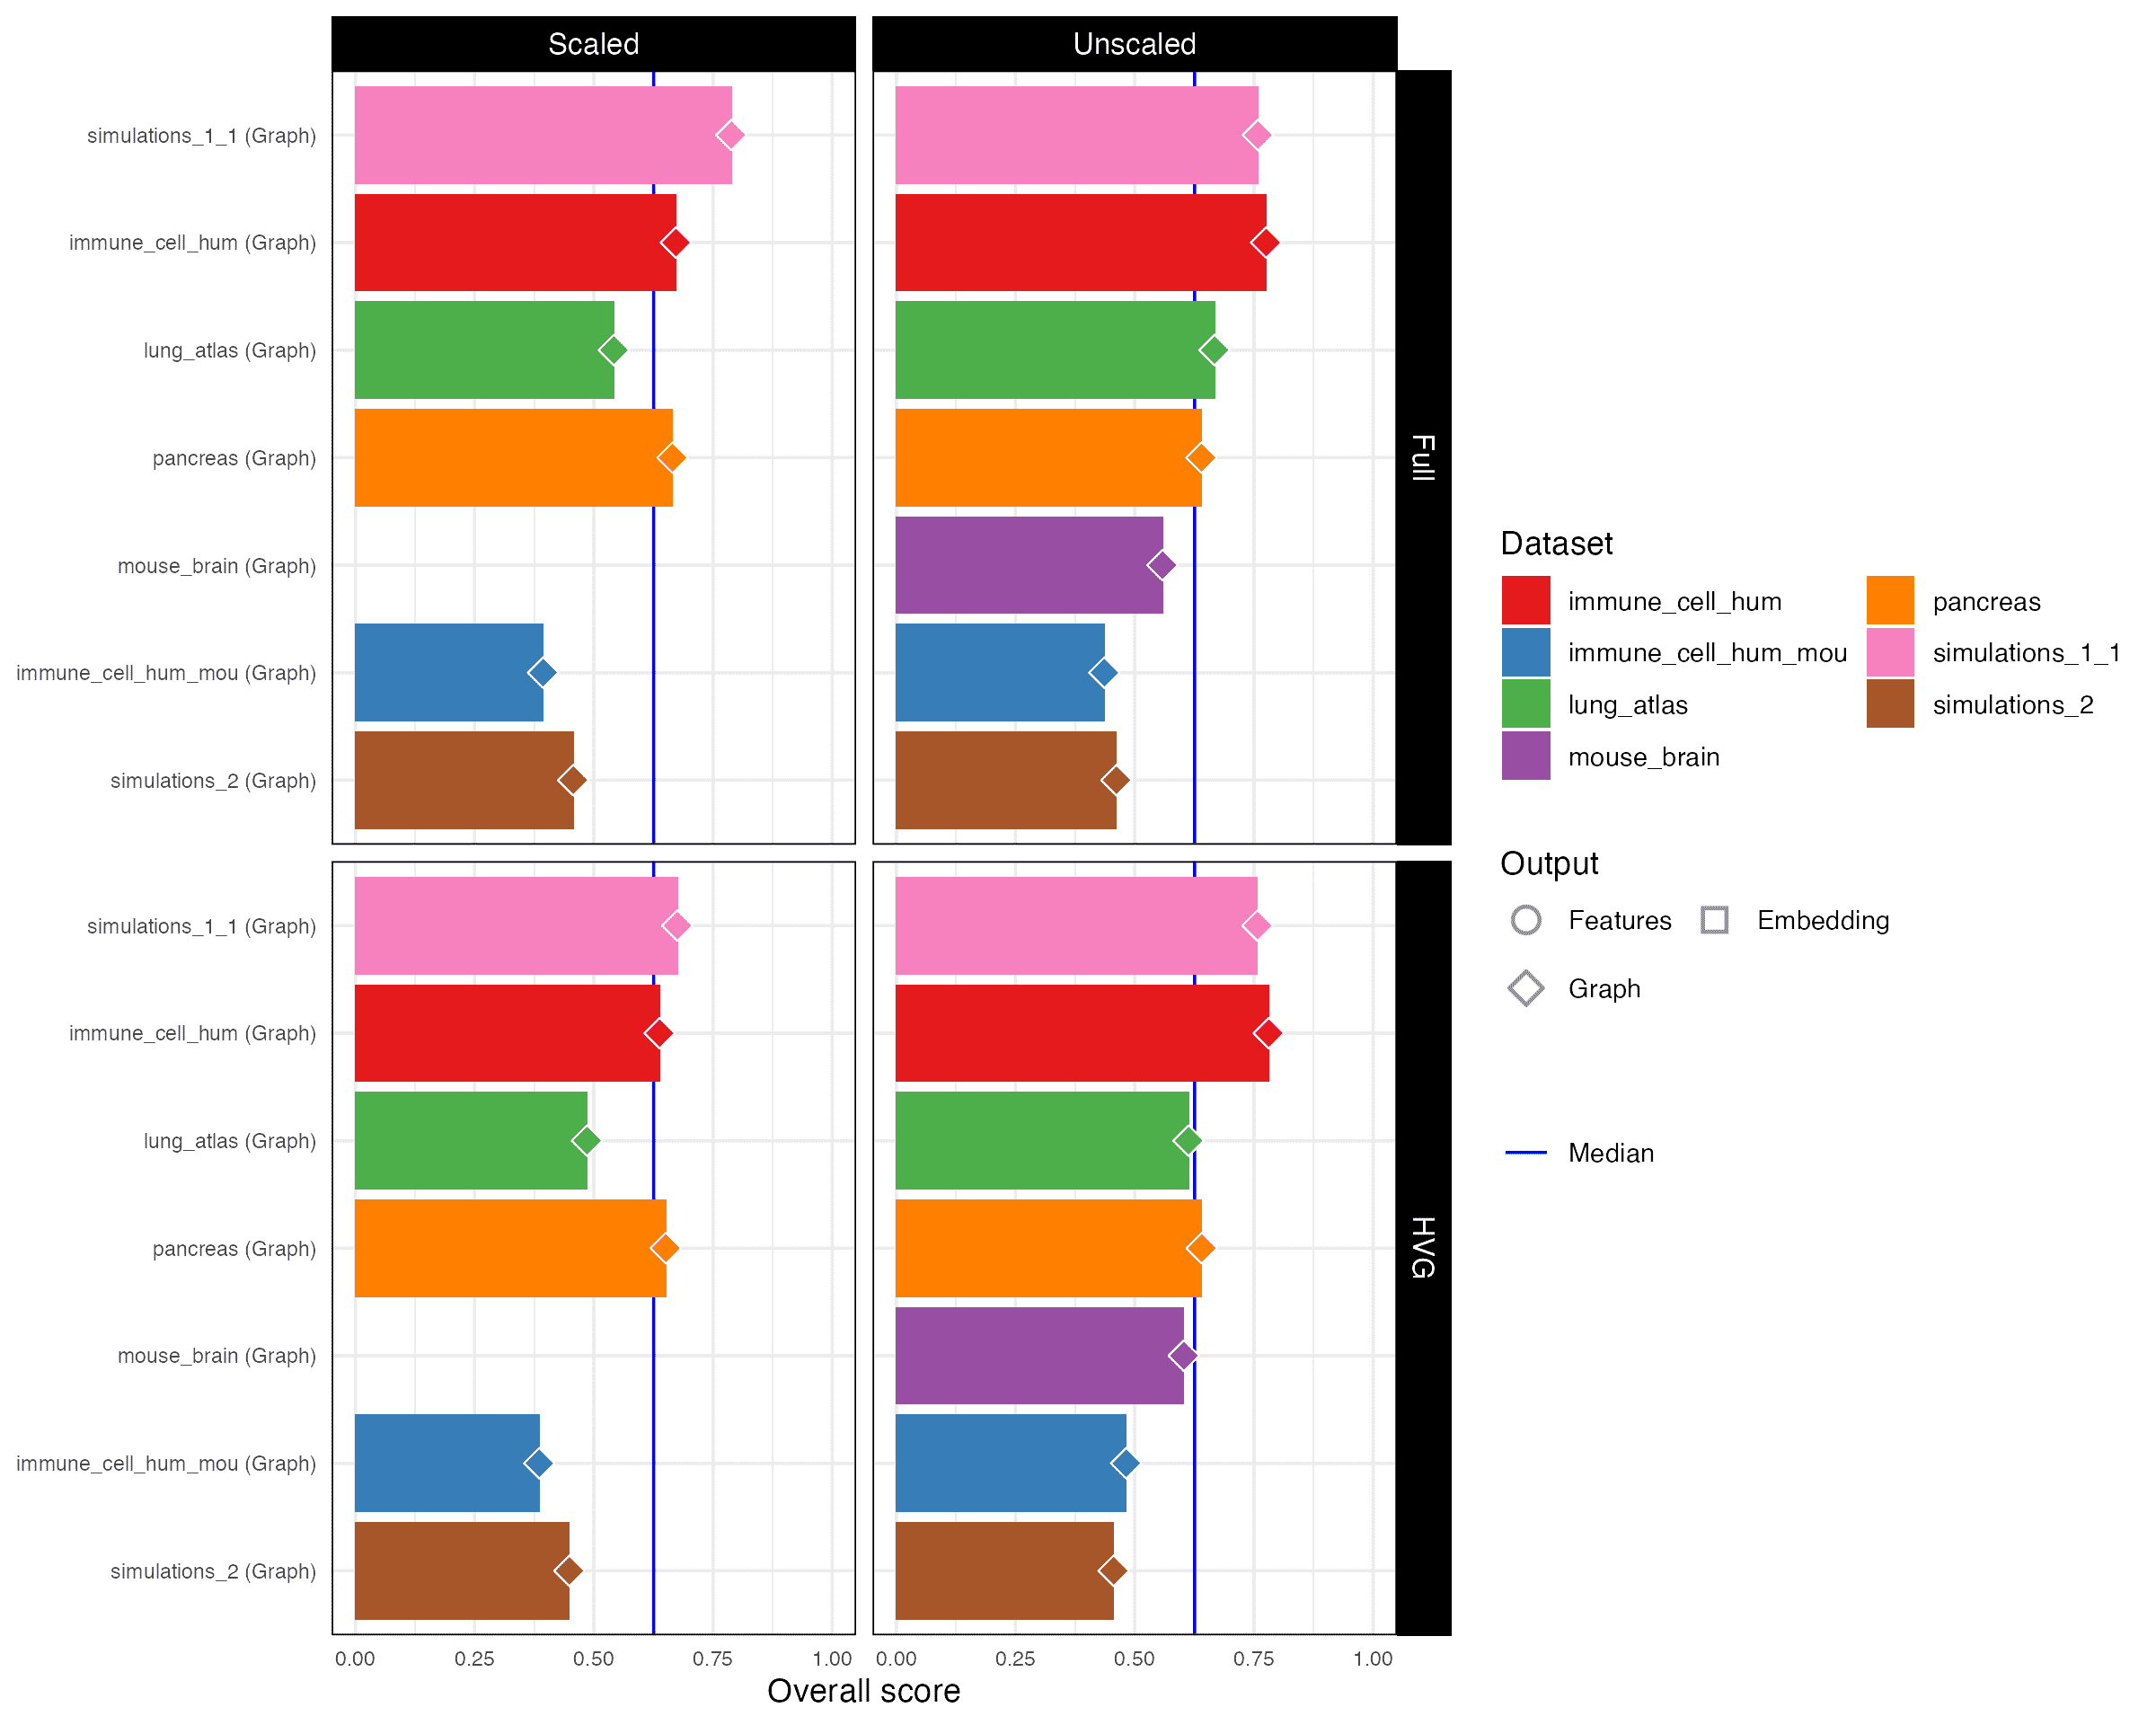 Scaled
Unscaled
simulations_1_1 (Graph)
immune_cell_hum (Graph)
lung_atlas (Graph)
pancreas (Graph)
mouse_brain (Graph)
immune_cell_hum_mou (Graph)
simulations_2 (Graph)
Full
simulations_1_1 (Graph)
immune_cell_hum (Graph)
lung_atlas (Graph)
pancreas (Graph)
mouse_brain (Graph)
immune_cell_hum_mou (Graph)
simulations_2 (Graph)
HVG
0.00 0.25 0.50 0.75 1.00
0.00 0.25 0.50 0.75 1.00
Overall score
Dataset
immune_cell_hum
immune_cell_hum_mou
lung_atlas
mouse_brain
pancreas
simulations_1_1
simulations_2
Output
Features
Embedding
Graph
Median